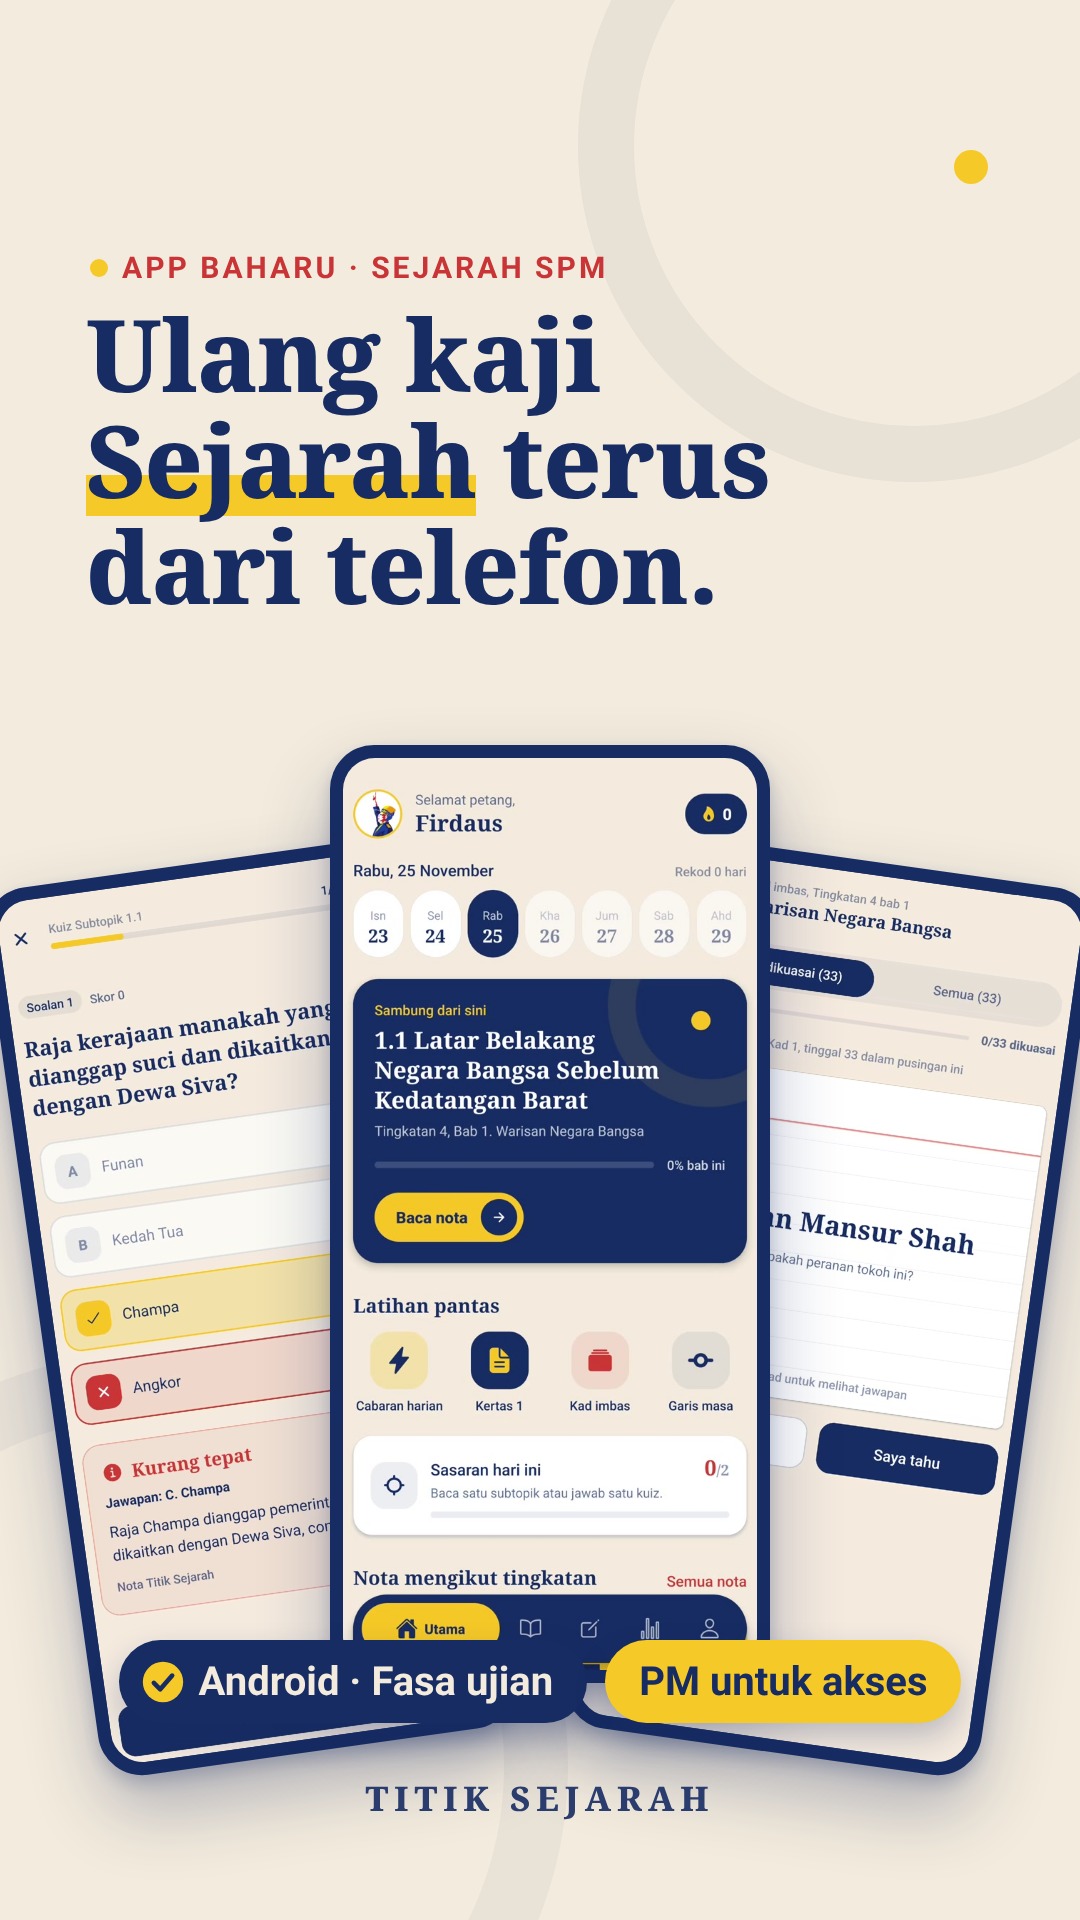 APP BAHARU · SEJARAH SPM
Ulang kaji
Sejarah terus
dari telefon.
Kuiz Subtopik 1.1
1/
Soalan 1
Skor 0
Raja kerajaan manakah yang
dianggap suci dan dikaitkan
dengan Dewa Siva?
A
Funan
B
Kedah Tua
Champa
Angkor
Kurang tepat
Jawapan: C. Champa
Raja Champa dianggap pemerint
dikaitkan dengan Dewa Siva, con
Nota Titik Sejarah
Selamat petang,
Firdaus
0
Rabu, 25 November
Rekod 0 hari
Isn Sel Rab Kha Jum Sab Ahd
23 24 25 26 27 28 29
Sambung dari sini
1.1 Latar Belakang
Negara Bangsa Sebelum
Kedatangan Barat
Tingkatan 4, Bab 1. Warisan Negara Bangsa
0% bab ini
Baca nota
Latihan pantas
Cabaran harian Kertas 1 Kad imbas Garis masa
Sasaran hari ini
0/2
Baca satu subtopik atau jawab satu kuiz.
Nota mengikut tingkatan
Semua nota
Utama
imbas, Tingkatan 4 bab 1
arisan Negara Bangsa
dikuasai (33)
Semua (33)
0/33 dikuasai
Kad 1, tinggal 33 dalam pusingan ini
an Mansur Shah
pakah peranan tokoh ini?
ad untuk melihat jawapan
Saya tahu
Android · Fasa ujian
PM untuk akses
TITIK SEJARAH